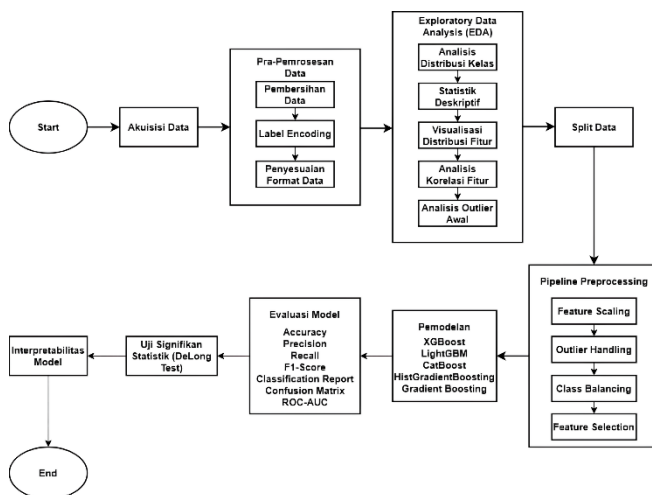 Start
Akuisisi Data
Pra-Pemrosesan
Data
Pembersihan
Data
Label Encoding
Penyesuaian
Format Data
Exploratory Data
Analysis (EDA)
Analisis
Distribusi Kelas
Statistik
Deskriptif
Visualisasi
Distribusi Fitur
Analisis
Korelasi Fitur
Analisis Outlier
Awal
Split Data
Pipeline Preprocessing
Feature Scaling
Outlier Handling
Class Balancing
Feature Selection
Pemodelan
XGBoost
LightGBM
CatBoost
HistGradientBoosting
Gradient Boosting
Evaluasi Model
Accuracy
Precision
Recall
F1-Score
Classification Report
Confusion Matrix
ROC-AUC
Uji Signifikan
Statistik (DeLong
Test)
Interpretabilitas
Model
End